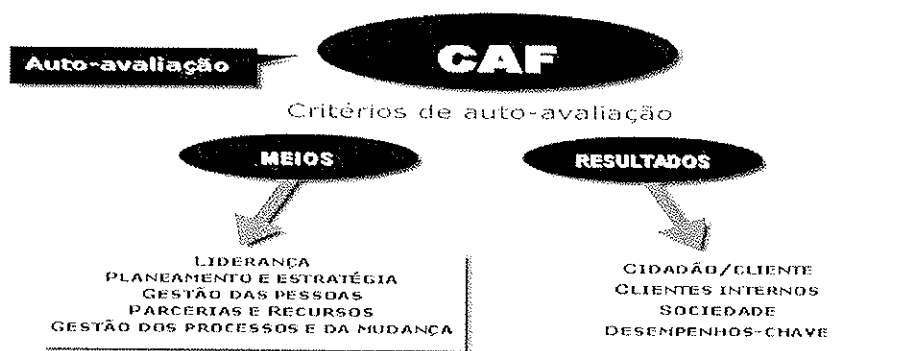 CAF
Auto-avaliação
Critérios de auto-avaliação
MEIOS
RESULTADOS
LIDERANÇA
PLANEAMENTO E ESTRATÉGIA
GESTÃO DAS PESSOAS
PARCERIAS E RECURSOS
GESTÃO DOS PROCESSOS E DA MUDANÇA
CIDADÃO/CLIENTE
CLIENTES INTERNOS
SOCIEDADE
DESEMPENHOS-CHAVE